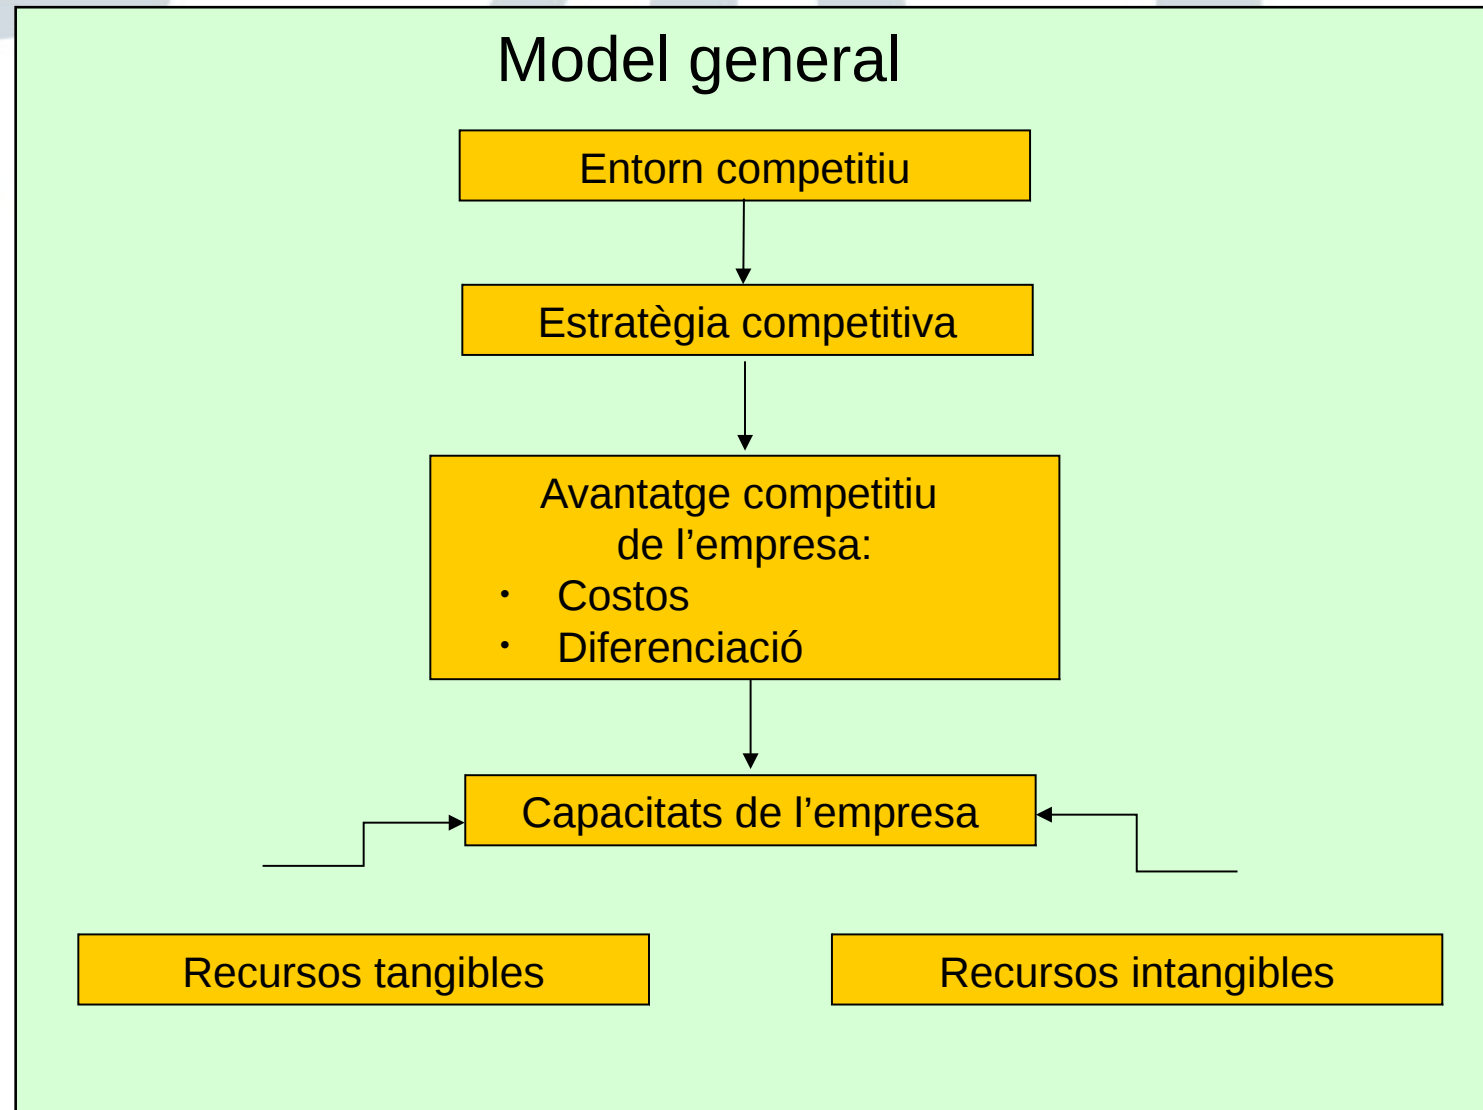 Model general
Entorn competitiu
Estratègia competitiva
Avantatge competitiu
de l’empresa:
• Costos
• Diferenciació
Capacitats de l’empresa
Recursos tangibles
Recursos intangibles